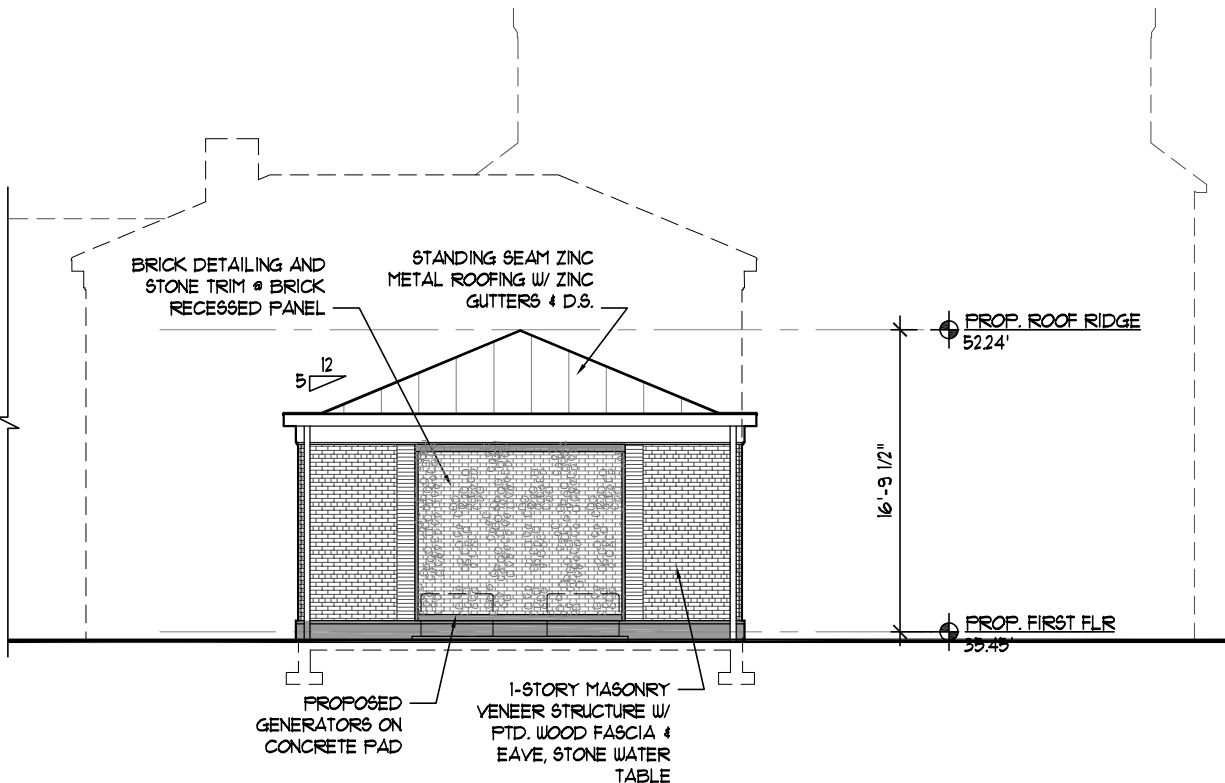 BRICK DETAILING AND
STONE TRIM @ BRICK
RECESSED PANEL
STANDING SEAM ZINC
METAL ROOFING W/ ZINC
GUTTERS & D.S.
PROP. ROOF RIDGE
52.24'
12
5
16'-9 1/2"
PROP. FIRST FLR
35.45'
PROPOSED
GENERATORS ON
CONCRETE PAD
1-STORY MASONRY
VENEER STRUCTURE W/
PTD. WOOD FASCIA &
EAVE, STONE WATER
TABLE